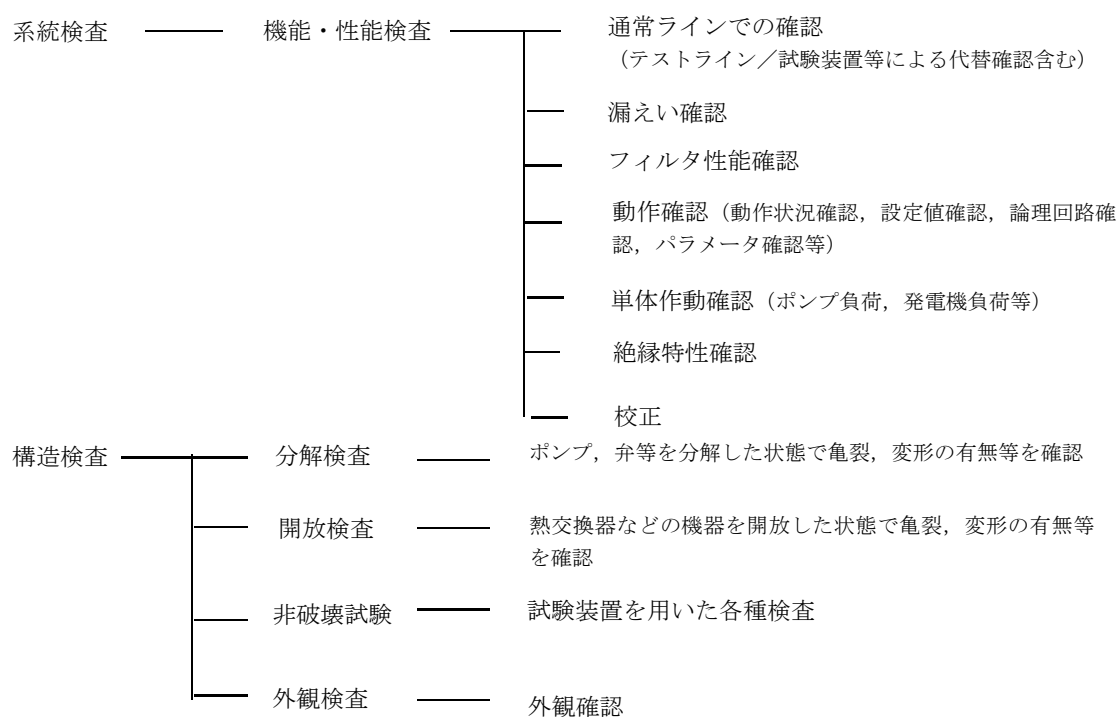 系統検査
機能・性能検査
通常ラインでの確認
（テストライン／試験装置等による代替確認含む）
漏えい確認
フィルタ性能確認
動作確認（動作状況確認，設定値確認，論理回路確
認，パラメータ確認等）
単体作動確認（ポンプ負荷，発電機負荷等）
絶縁特性確認
校正
構造検査
分解検査
ポンプ，弁等を分解した状態で亀裂，変形の有無等を確認
開放検査
熱交換器などの機器を開放した状態で亀裂，変形の有無等
を確認
非破壊試験
試験装置を用いた各種検査
外観検査
外観確認